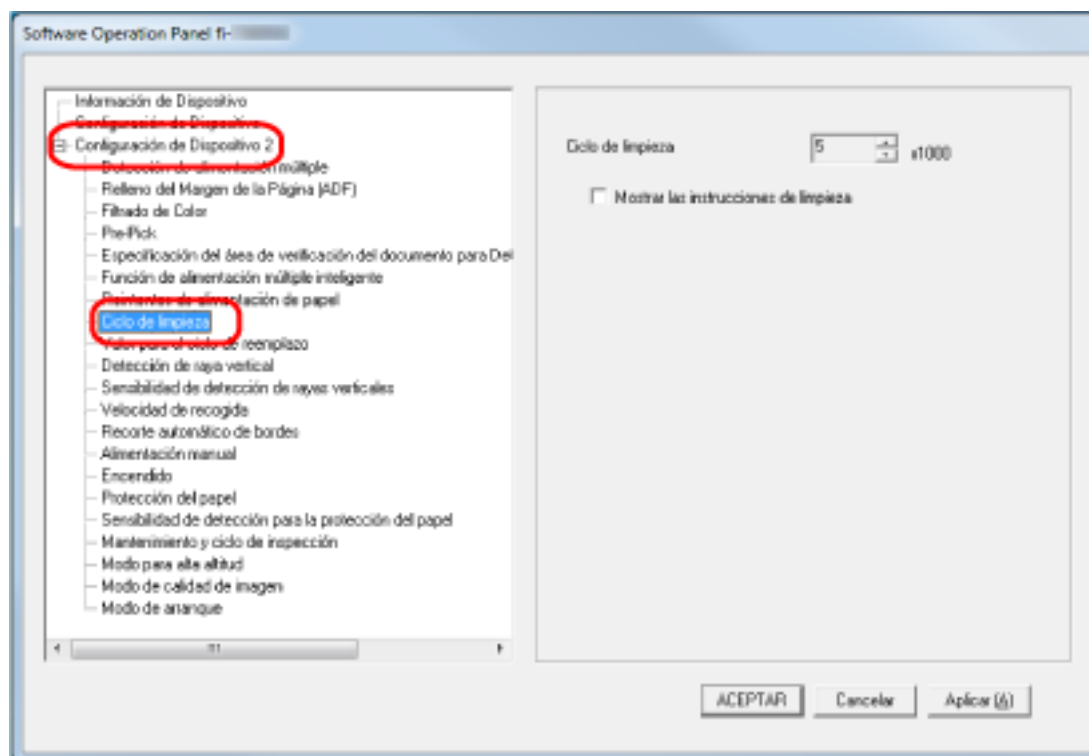 Software Operation Panel fi-
Información de Dispositivo
Configuración de Dispositivo
Configuración de Dispositivo 2
Detección de alimentación múltiple
Relleno del Margen de la Página (ADF)
Filtrado de Color
Pre-Pick
Especificación del área de verificación del documento para Det
Función de alimentación múltiple inteligente
Reintentos de alimentación de papel
Ciclo de limpieza
Valor para el ciclo de reemplazo
Detección de raya vertical
Sensibilidad de detección de rayas verticales
Velocidad de recogida
Recorte automático de bordes
Alimentación manual
Encendido
Protección del papel
Sensibilidad de detección para la protección del papel
Mantenimiento y ciclo de inspección
Modo para alta altitud
Modo de calidad de imagen
Modo de arranque
Ciclo de limpieza 5 x1000
Mostrar las instrucciones de limpieza
ACEPTAR Cancelar Aplicar (A)